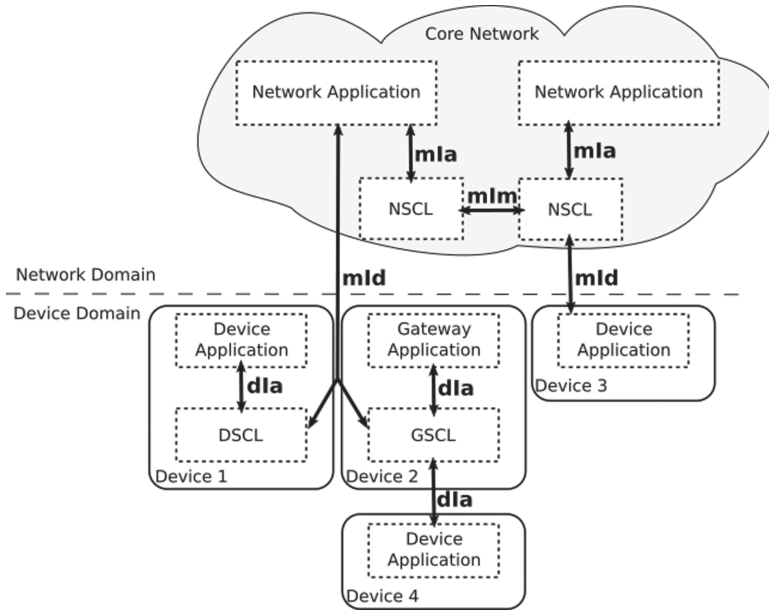 Core Network
Network Application
Network Application
mIa
mIa
NSCL
mIm
NSCL
Network Domain
mId
mId
Device Domain
Device
Application
Gateway
Application
Device
Application
dIa
dIa
Device 3
DSCL
GSCL
Device 1
Device 2
dIa
Device
Application
Device 4